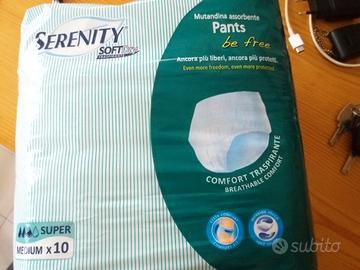 SERENITY
SOFT DRY
Mutandina assorbente
Pants
be free
Ancora più liberi, ancora più protetti.
Even more freedom, even more protected.
COMFORT TRASPIRANTE
BREATHABLE COMFORT
SUPER
MEDIUM x10
subito